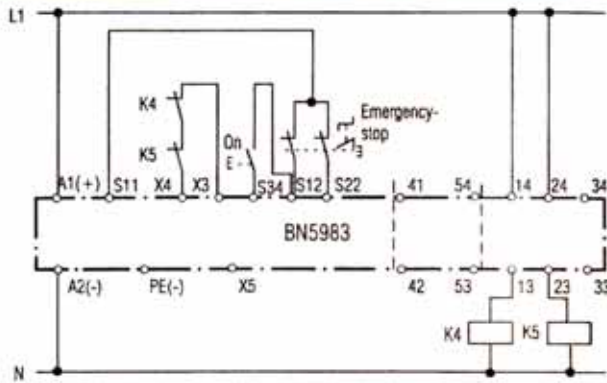 L1
K4
K5
On
E
Emergency-
stop
3
A1(+) S11 X4 X3 S34 S12 S22 41 54 14 24 34
BN5983
A2(-) PE(-) X5 42 53 13 23 33
K4 K5
N